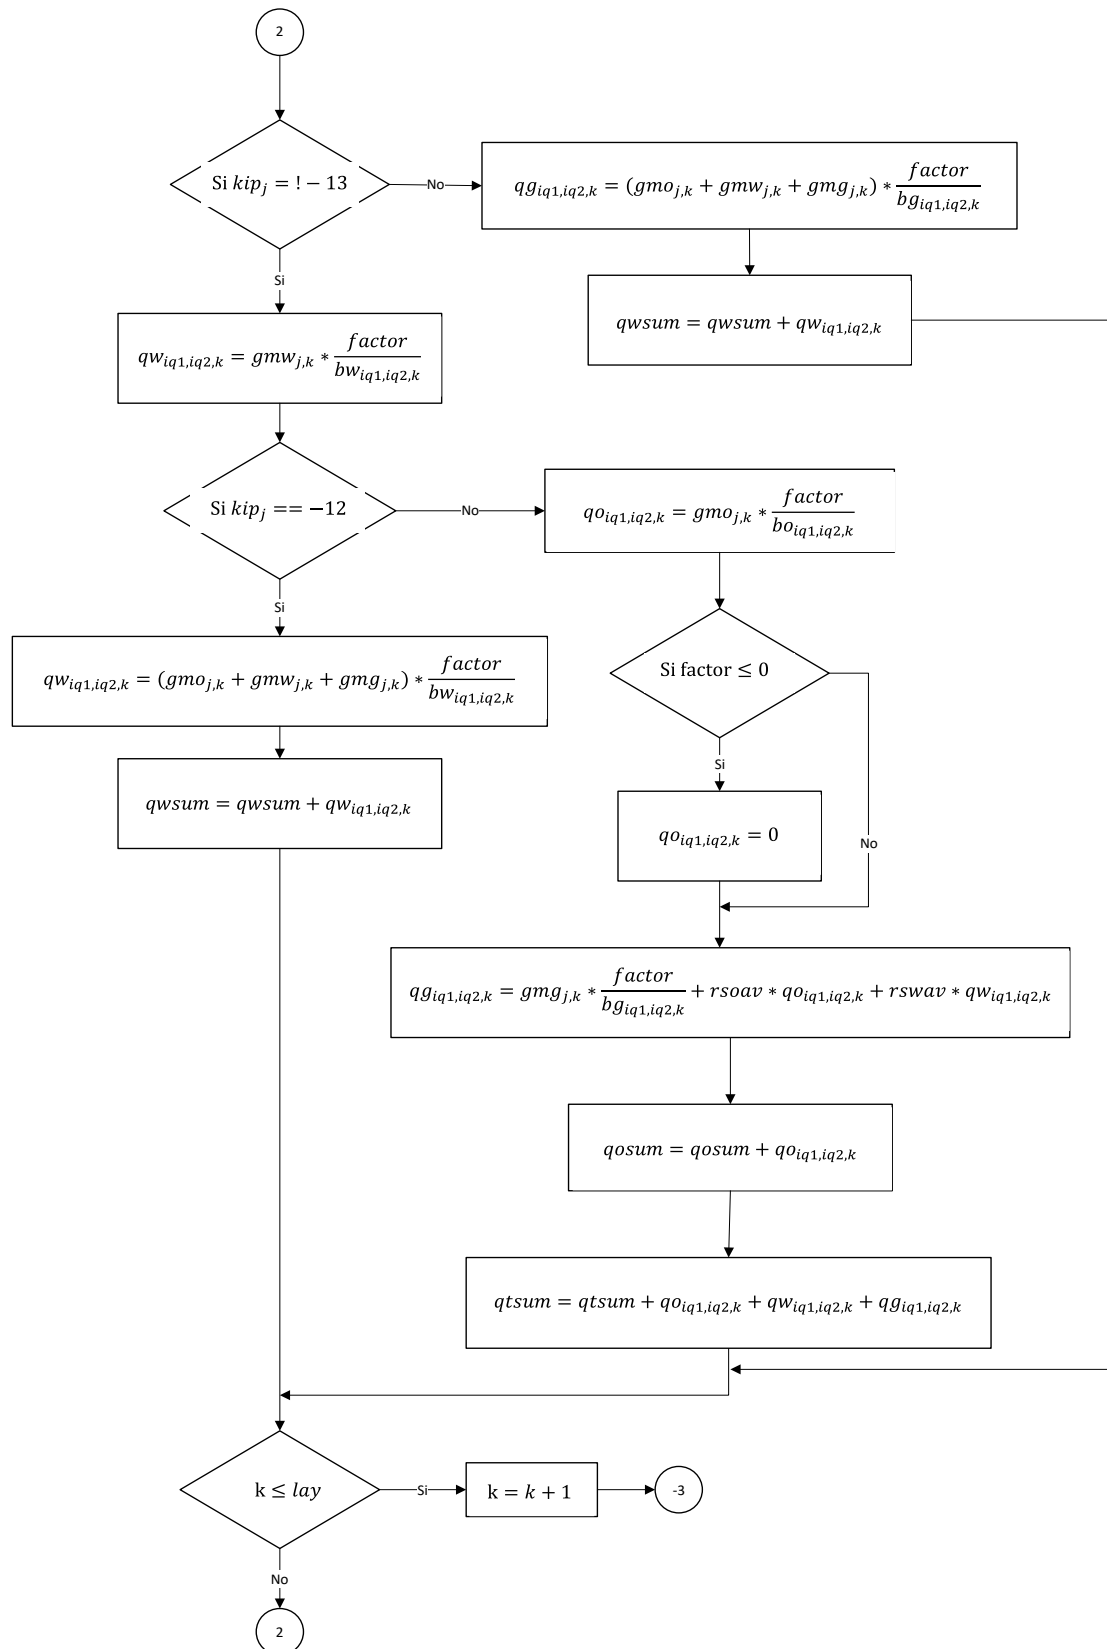 2
Si kip_j = ! − 13
No
qg_{iq1,iq2,k} = (gmo_{j,k} + gmw_{j,k} + gmg_{j,k}) * factor / bg_{iq1,iq2,k}
Si
qwsum = qwsum + qw_{iq1,iq2,k}
qw_{iq1,iq2,k} = gmw_{j,k} * factor / bw_{iq1,iq2,k}
Si kip_j == −12
No
qo_{iq1,iq2,k} = gmo_{j,k} * factor / bo_{iq1,iq2,k}
Si
qw_{iq1,iq2,k} = (gmo_{j,k} + gmw_{j,k} + gmg_{j,k}) * factor / bw_{iq1,iq2,k}
Si factor ≤ 0
Si
qwsum = qwsum + qw_{iq1,iq2,k}
qo_{iq1,iq2,k} = 0
No
qg_{iq1,iq2,k} = gmg_{j,k} * factor / bg_{iq1,iq2,k} + rsoav * qo_{iq1,iq2,k} + rswav * qw_{iq1,iq2,k}
qosum = qosum + qo_{iq1,iq2,k}
qtsum = qtsum + qo_{iq1,iq2,k} + qw_{iq1,iq2,k} + qg_{iq1,iq2,k}
k ≤ lay
Si
k = k + 1
-3
No
2